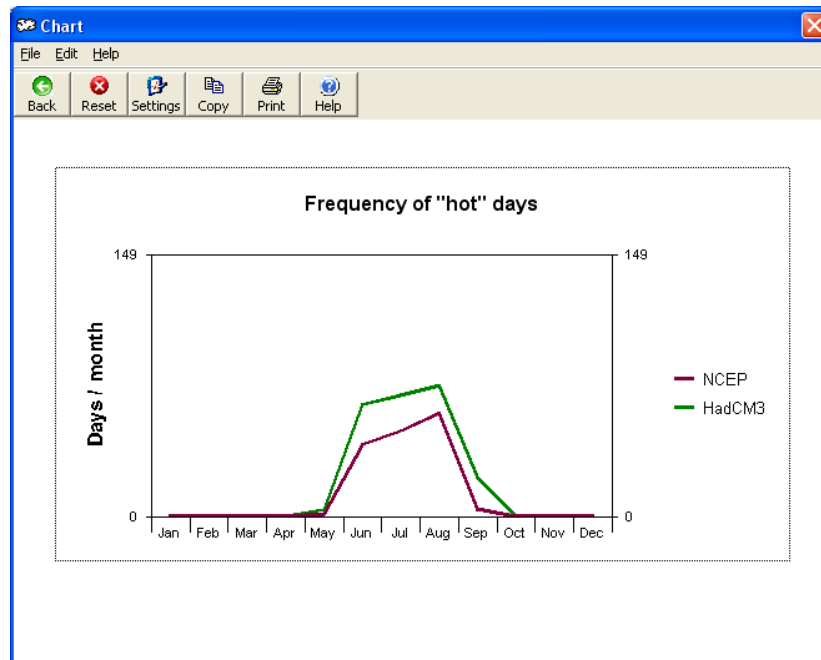 Chart
File Edit Help
Back Reset Settings Copy Print Help
Frequency of "hot" days
149 149
Days / month
NCEP
HadCM3
0 0
Jan Feb Mar Apr May Jun Jul Aug Sep Oct Nov Dec